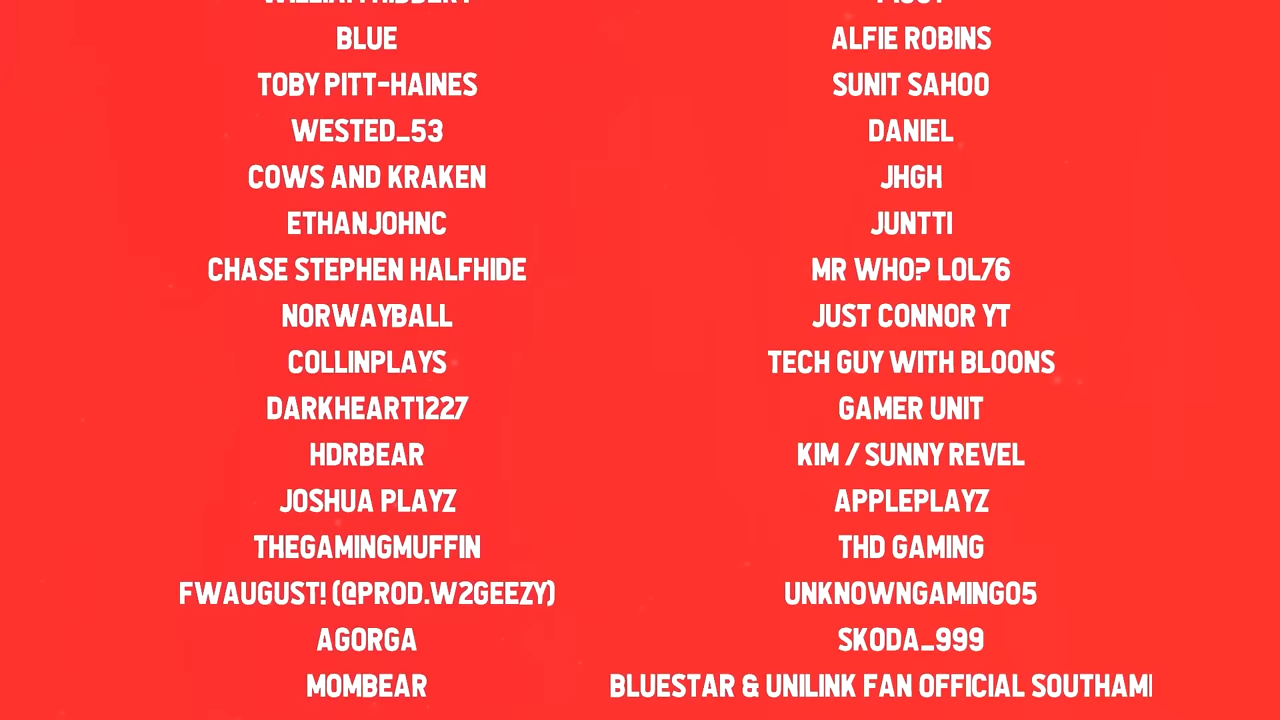 BLUE
TOBY PITT-HAINES
WESTED_53
COWS AND KRAKEN
ETHANJOHNC
CHASE STEPHEN HALFHIDE
NORWAYBALL
COLLINPLAYS
DARKHEART1227
HDRBEAR
JOSHUA PLAYZ
THEGAMINGMUFFIN
FWAUGUST! (@PROD.W2GEEZY)
AGORGA
MOMBEAR
ALFIE ROBINS
SUNIT SAHOO
DANIEL
JHGH
JUNTTI
MR WHO? LOL76
JUST CONNOR YT
TECH GUY WITH BLOONS
GAMER UNIT
KIM / SUNNY REVEL
APPLEPLAYZ
THD GAMING
UNKNOWNGAMING05
SKODA_999
BLUESTAR & UNILINK FAN OFFICIAL